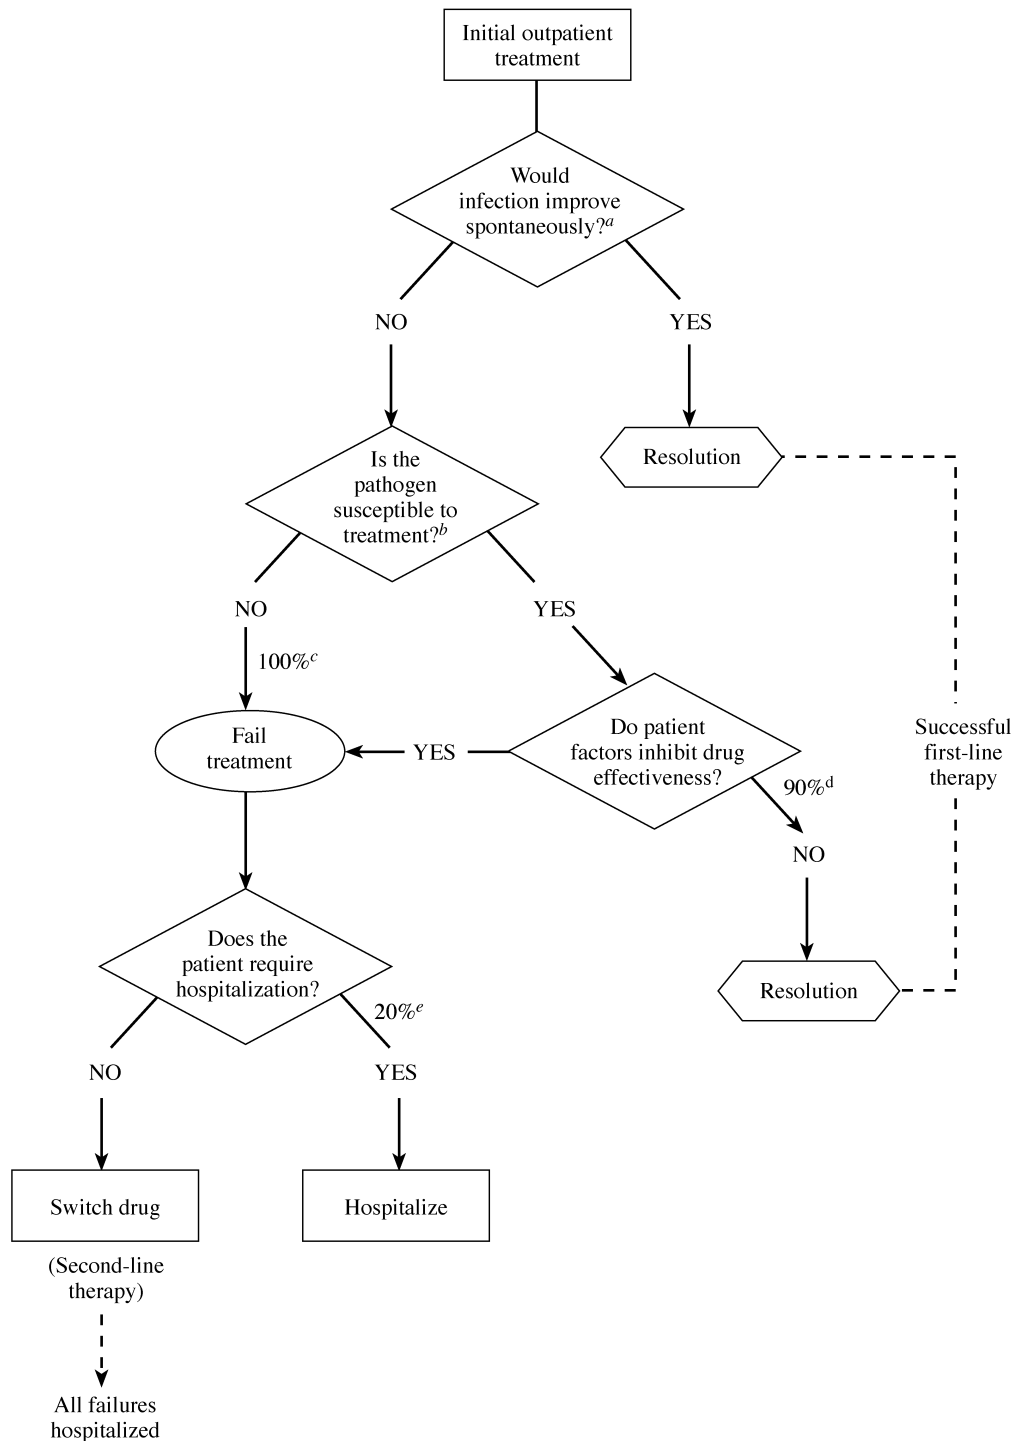 Initial outpatient
treatment
Would
infection improve
spontaneously?a
NO
YES
Resolution
Is the
pathogen
susceptible to
treatment?b
NO
YES
100%c
Fail
treatment
YES
Do patient
factors inhibit drug
effectiveness?
90%d
NO
Successful
first-line
therapy
Resolution
Does the
patient require
hospitalization?
20%e
NO
YES
Switch drug
Hospitalize
(Second-line
therapy)
All failures
hospitalized